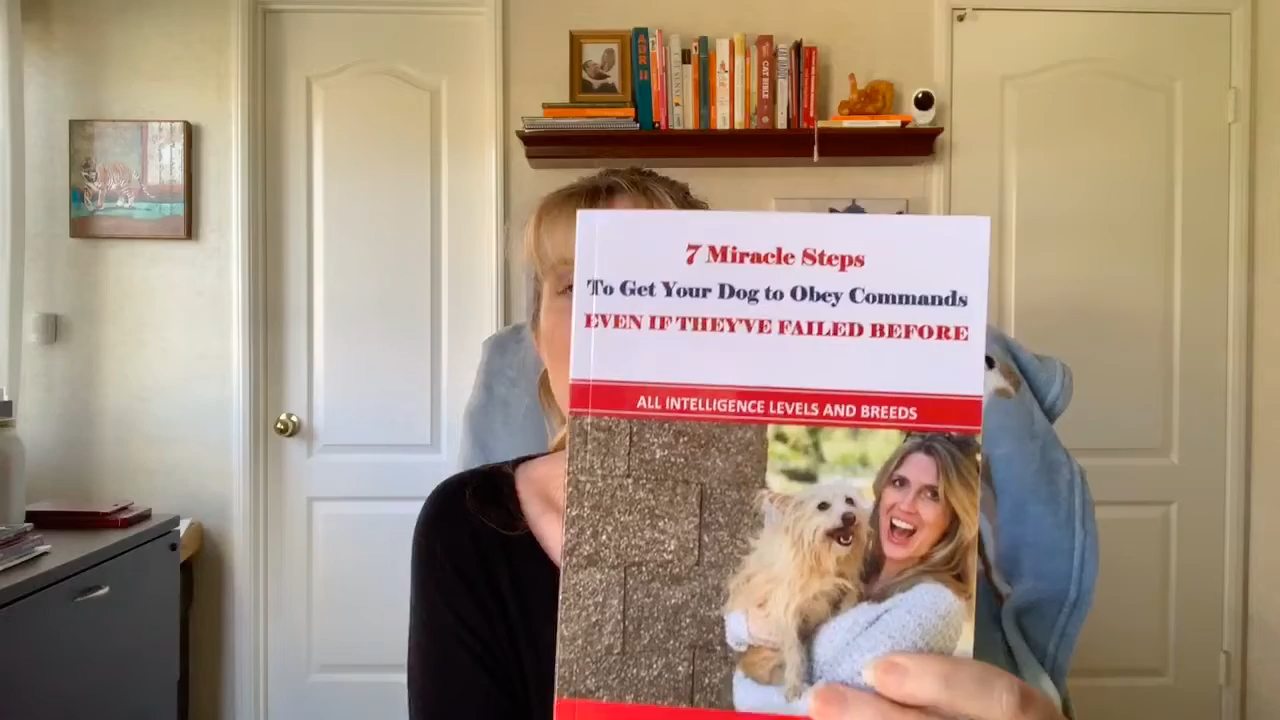 CAT BIBLE
7 Miracle Steps
To Get Your Dog to Obey Commands
EVEN IF THEY'VE FAILED BEFORE
ALL INTELLIGENCE LEVELS AND BREEDS